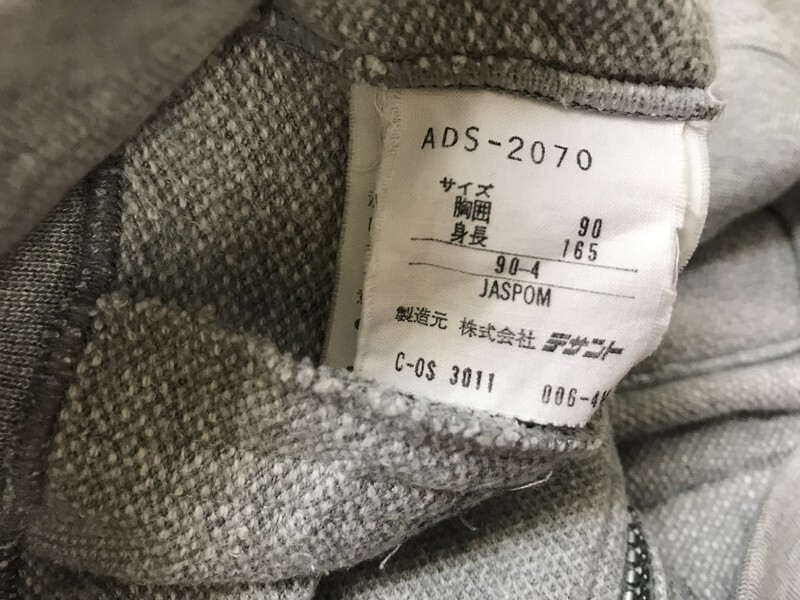 ADS-2070
サイズ
胸囲 90
身長 165
90-4
JASPOM
製造元 株式会社 デサント
C-OS 3011 006-4